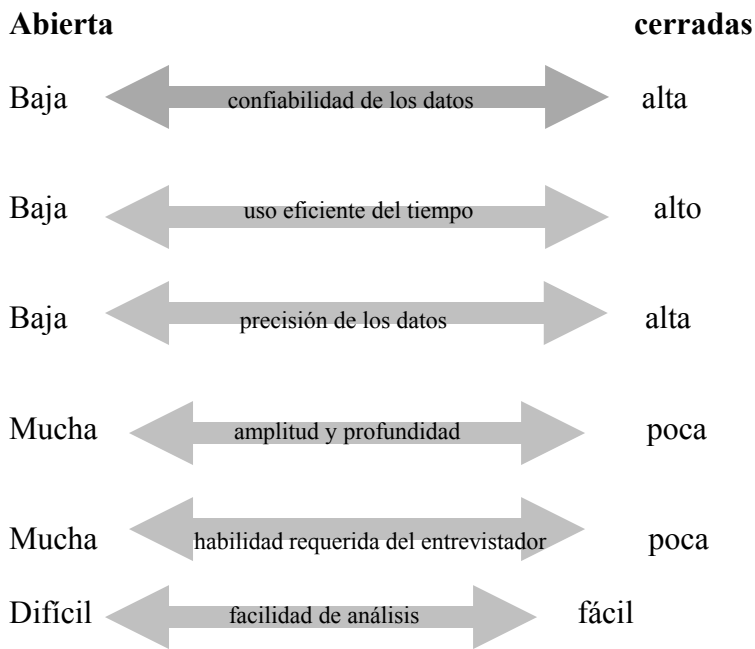 Abierta cerradas
Baja confiabilidad de los datos alta
Baja uso eficiente del tiempo alto
Baja precisión de los datos alta
Mucha amplitud y profundidad poca
Mucha habilidad requerida del entrevistador poca
Difícil facilidad de análisis fácil